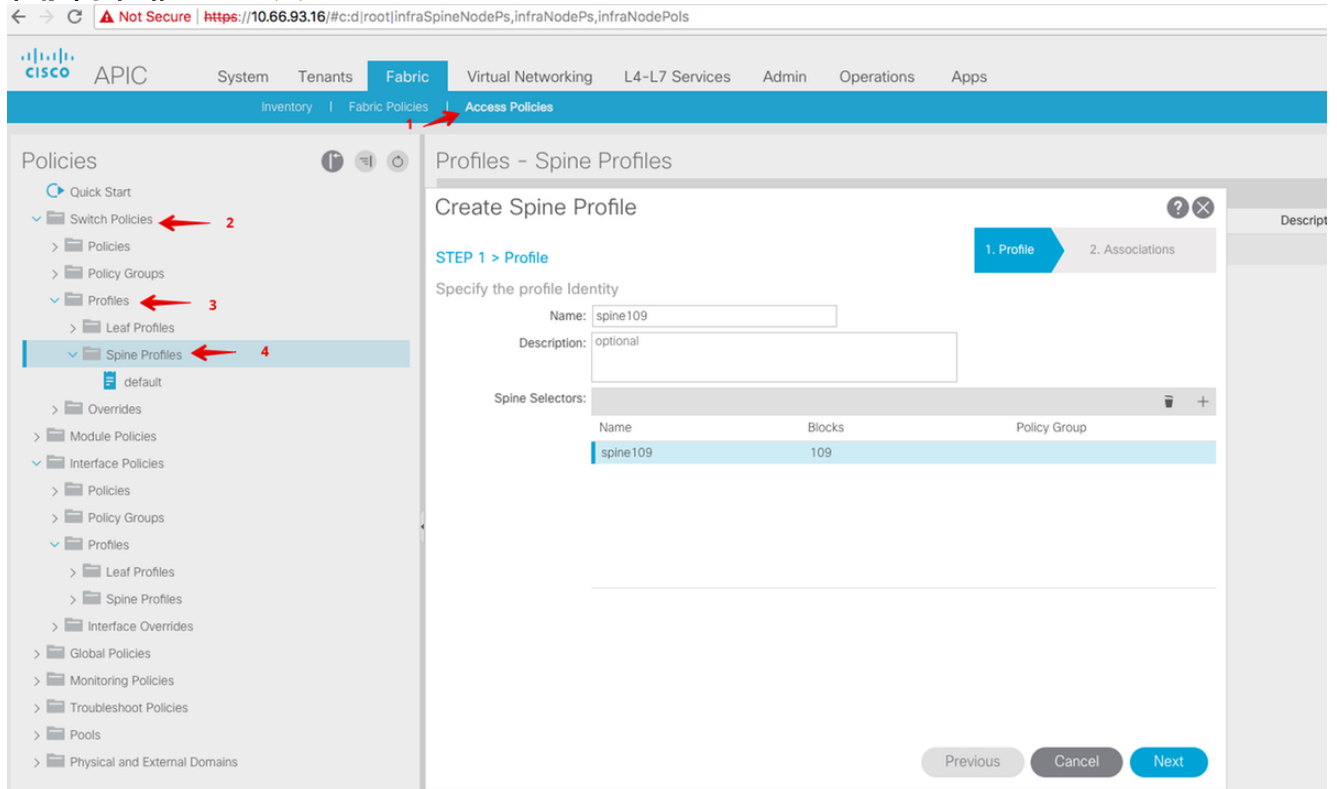 Not Secure | https://10.66.93.16/#c:d|root|infraSpineNodePs,infraNodePs,infraNodePols
CISCO APIC System Tenants Fabric Virtual Networking L4-L7 Services Admin Operations Apps
Inventory | Fabric Policies | Access Policies
1
Policies
Quick Start
Switch Policies 2
Policies
Policy Groups
Profiles 3
Leaf Profiles
Spine Profiles 4
default
Overrides
Module Policies
Interface Policies
Policies
Policy Groups
Profiles
Leaf Profiles
Spine Profiles
Interface Overrides
Global Policies
Monitoring Policies
Troubleshoot Policies
Pools
Physical and External Domains
Profiles - Spine Profiles
Create Spine Profile
Descript
STEP 1 > Profile
1. Profile 2. Associations
Specify the profile Identity
Name: spine109
Description: optional
Spine Selectors:
Name Blocks Policy Group
spine109 109
Previous Cancel Next